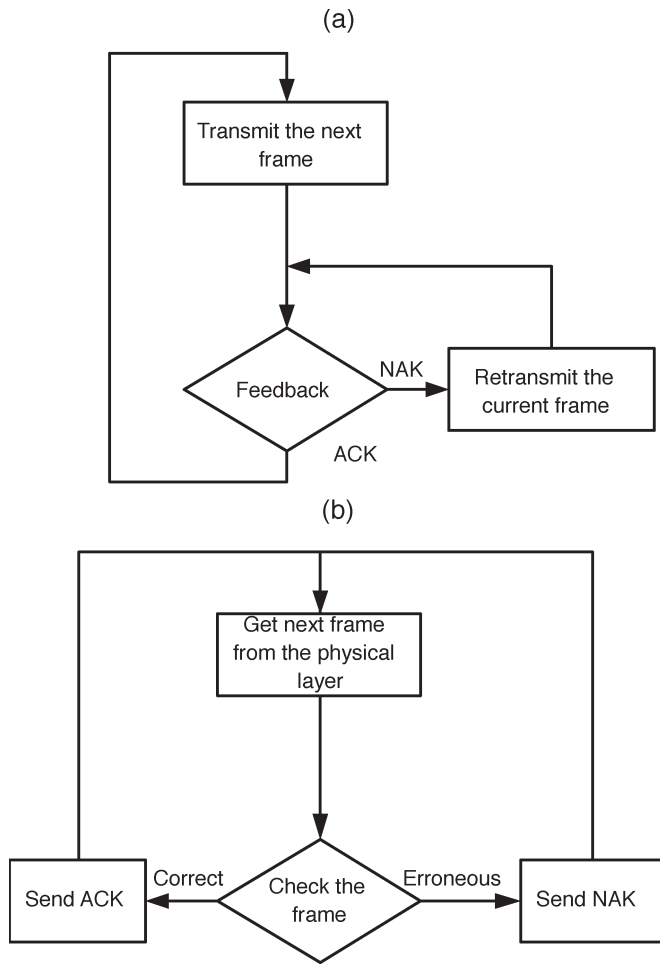 (a)
Transmit the next
frame
Feedback
NAK
Retransmit the
current frame
ACK
(b)
Get next frame
from the physical
layer
Send ACK
Correct
Check the
frame
Erroneous
Send NAK